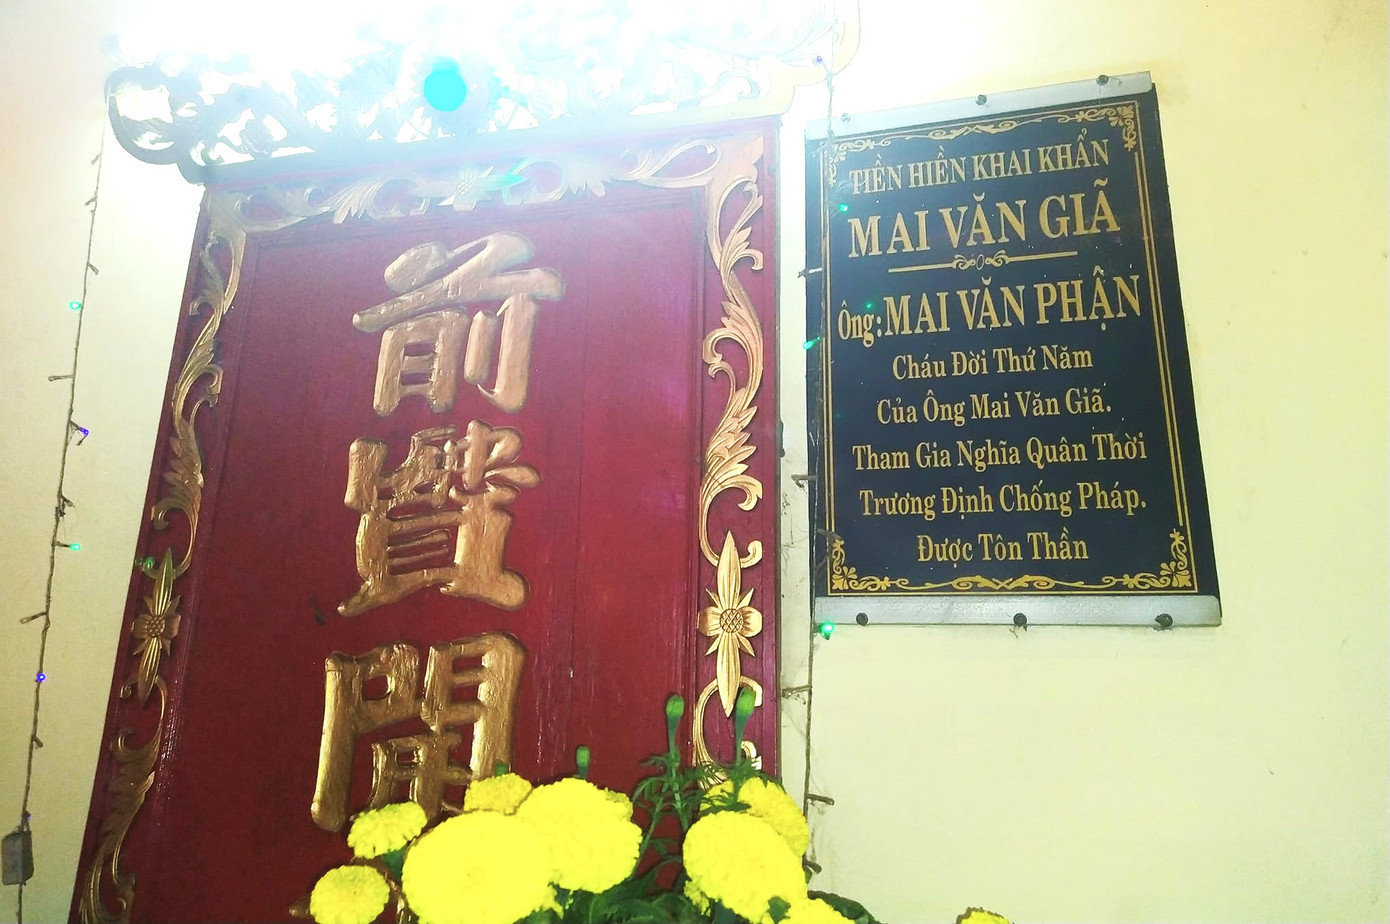 前
賢
開
TIỀN HIỀN KHAI KHẨN
MAI VĂN GIÃ
Ông: MAI VĂN PHẬN
Cháu Đời Thứ Năm
Của Ông Mai Văn Giã.
Tham Gia Nghĩa Quân Thời
Trương Định Chống Pháp.
Được Tôn Thần